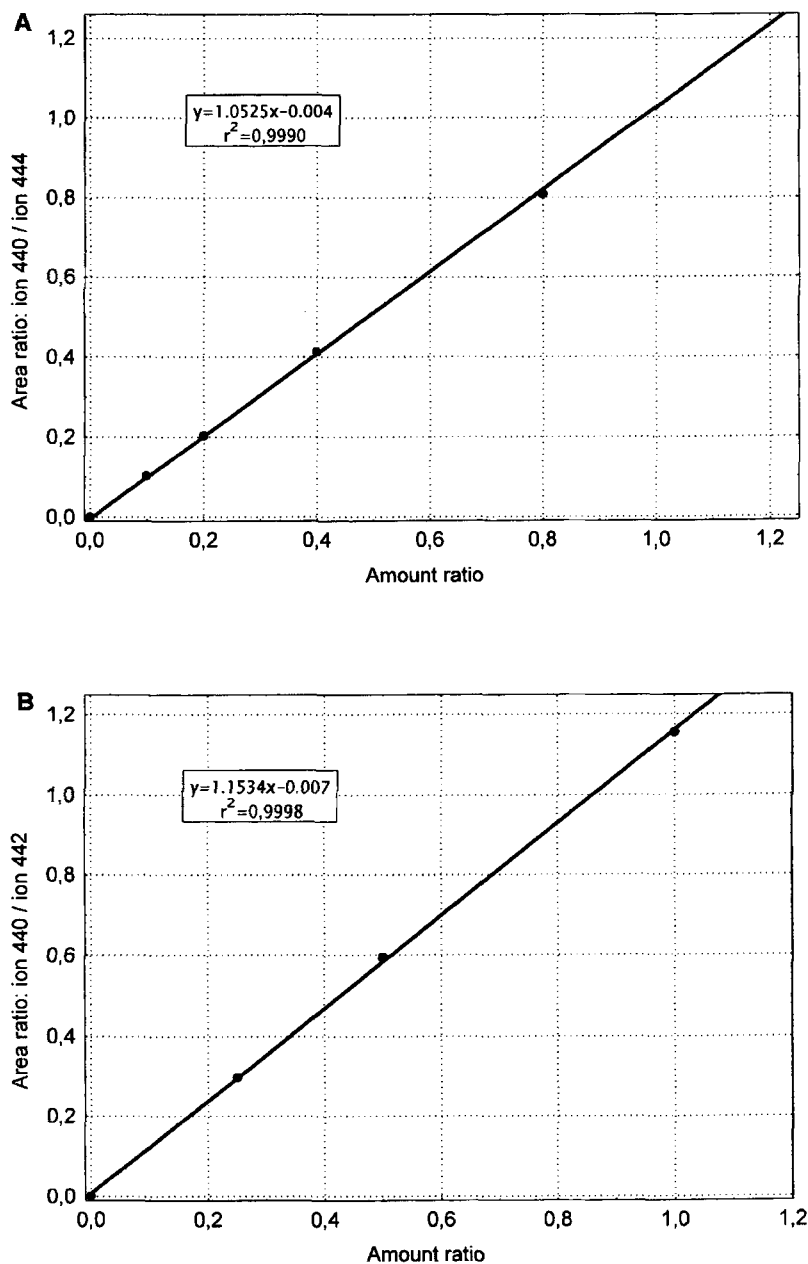 A
1,2
1,0
0,8
0,6
0,4
0,2
0,0
Area ratio: ion 440 / ion 444
y=1.0525x-0.004
r²=0,9990
0,0 0,2 0,4 0,6 0,8 1,0 1,2
Amount ratio
B
1,2
1,0
0,8
0,6
0,4
0,2
0,0
Area ratio: ion 440 / ion 442
y=1.1534x-0.007
r²=0,9998
0,0 0,2 0,4 0,6 0,8 1,0 1,2
Amount ratio